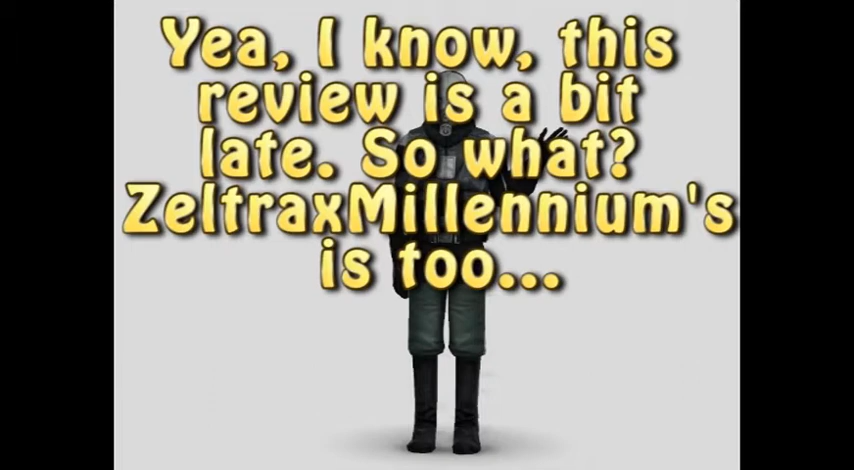 Yea, I know, this
review is a bit
late. So what?
ZeltraxMillennium's
is too...